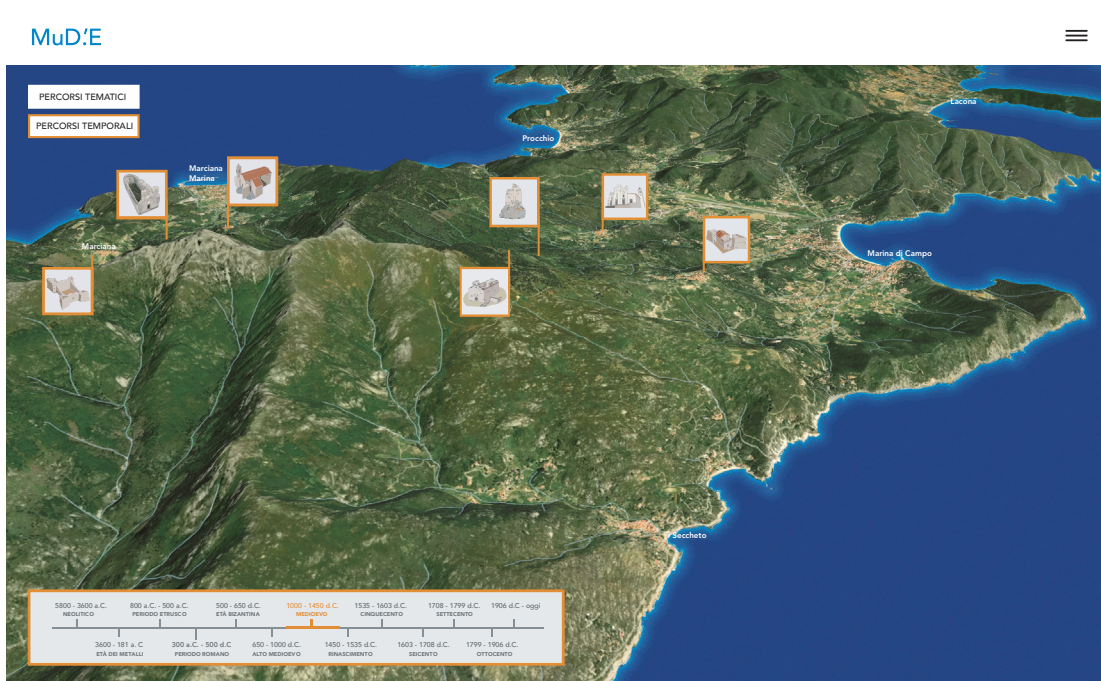 MuD.'E
PERCORSI TEMATICI
PERCORSI TEMPORALI
Lacona
Procchio
Marciana
Marina
Marciana
Marina di Campo
Seccheto
5800 - 3600 a.C.
NEOLITICO
800 a.C. - 500 a.C.
PERIODO ETRUSCO
500 - 650 d.C.
ETÀ BIZANTINA
1000 - 1450 d.C.
MEDIOEVO
1535 - 1603 d.C.
CINQUECENTO
1708 - 1799 d.C.
SETTECENTO
1906 d.C - oggi
3600 - 181 a. C
ETÀ DEI METALLI
300 a.C. - 500 d.C
PERIODO ROMANO
650 - 1000 d.C.
ALTO MEDIOEVO
1450 - 1535 d.C.
RINASCIMENTO
1603 - 1708 d.C.
SEICENTO
1799 - 1906 d.C.
OTTOCENTO